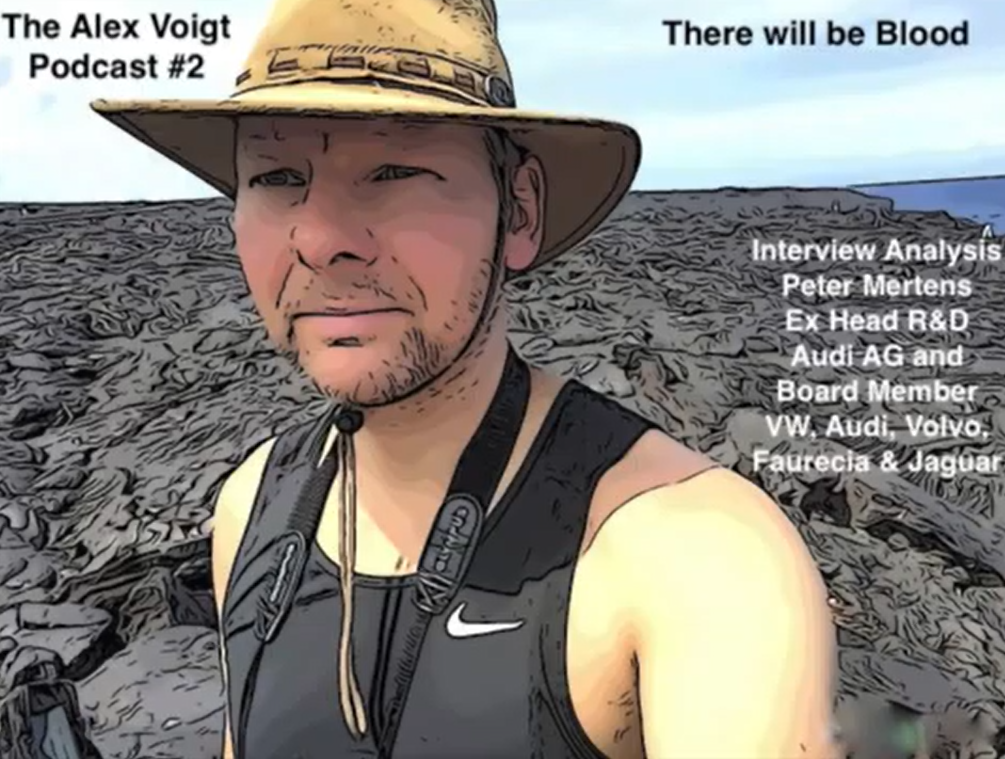 The Alex Voigt
Podcast #2
There will be Blood
Interview Analysis
Peter Mertens
Ex Head R&D
Audi AG and
Board Member
VW, Audi, Volvo,
Faurecia & Jaguar